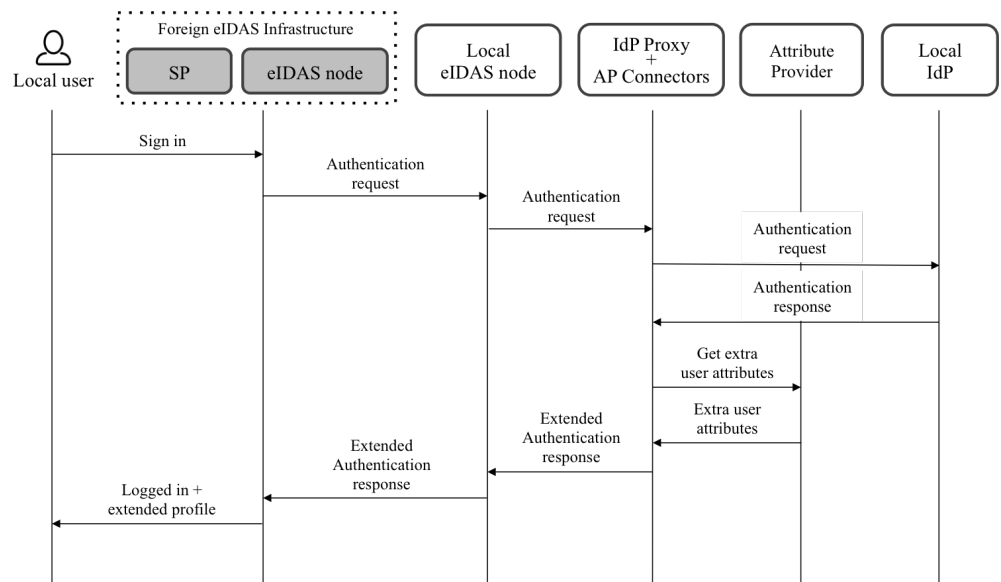 Foreign eIDAS Infrastructure
Local user
SP
eIDAS node
Local
eIDAS node
IdP Proxy
+
AP Connectors
Attribute
Provider
Local
IdP
Sign in
Authentication
request
Authentication
request
Authentication
request
Authentication
response
Get extra
user attributes
Extra user
attributes
Extended
Authentication
response
Extended
Authentication
response
Logged in +
extended profile